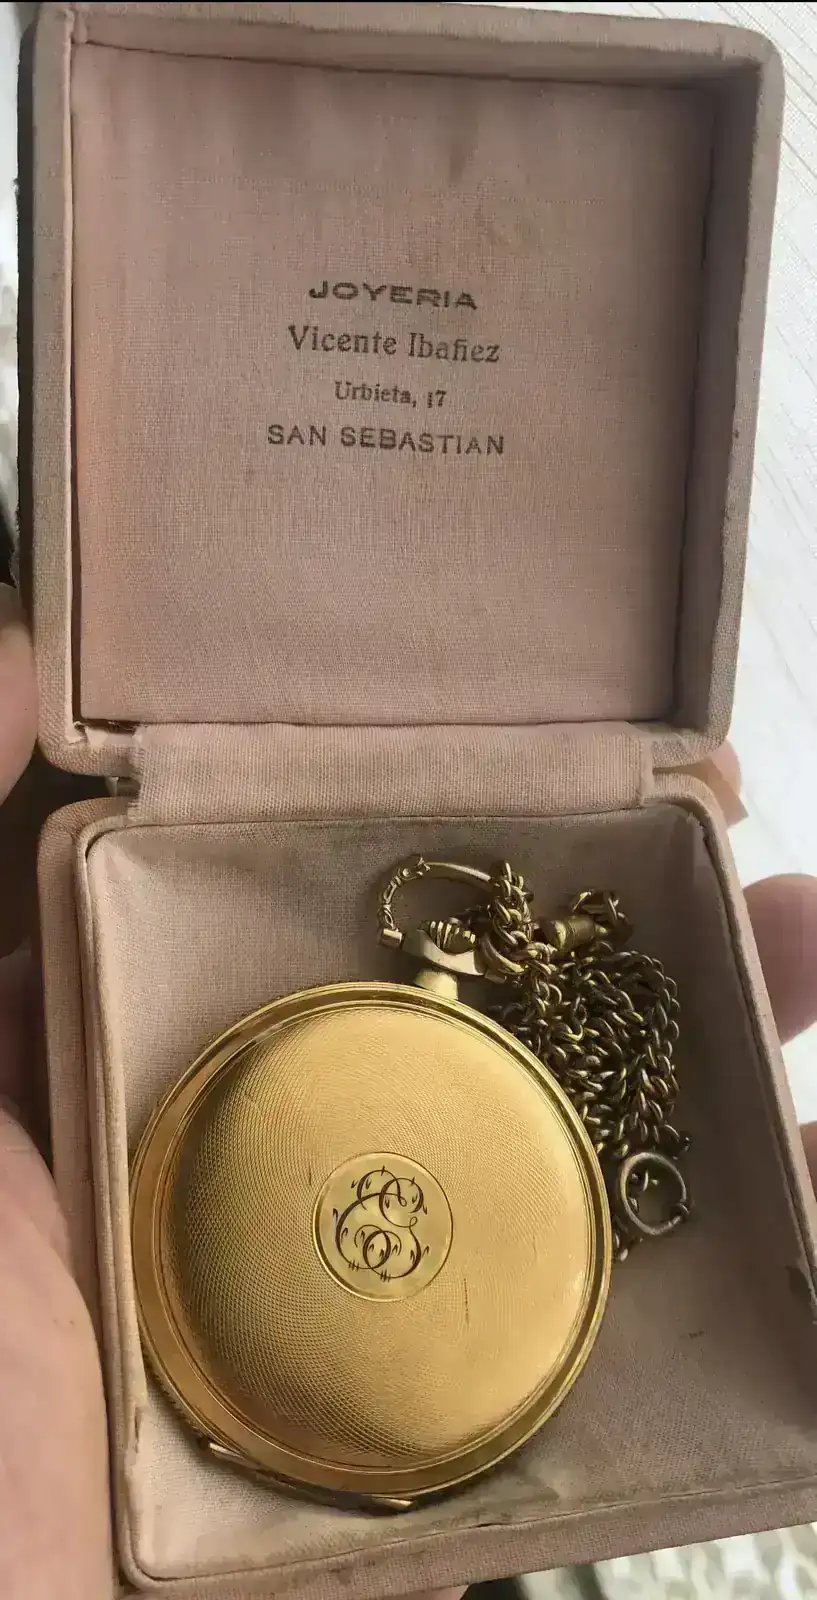 JOYERIA
Vicente Ibañez
Urbieta, 17
SAN SEBASTIAN